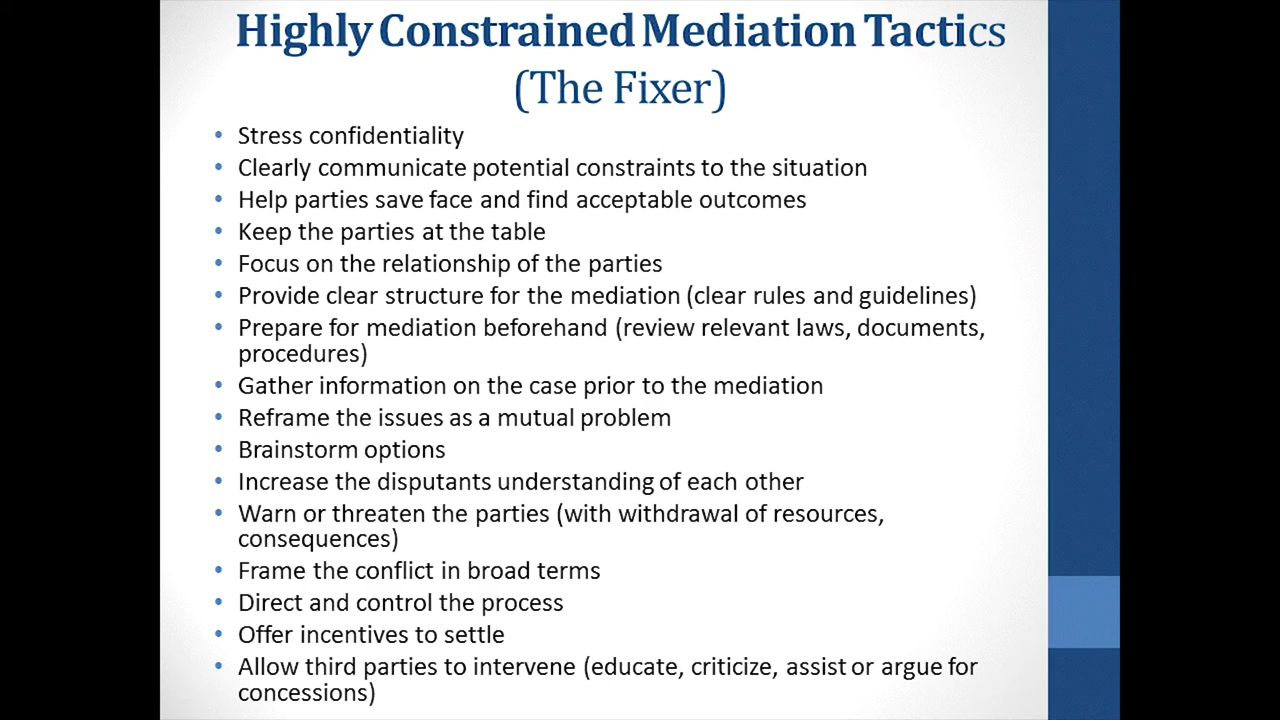 Highly Constrained Mediation Tactics
(The Fixer)
• Stress confidentiality
• Clearly communicate potential constraints to the situation
• Help parties save face and find acceptable outcomes
• Keep the parties at the table
• Focus on the relationship of the parties
• Provide clear structure for the mediation (clear rules and guidelines)
• Prepare for mediation beforehand (review relevant laws, documents,
procedures)
• Gather information on the case prior to the mediation
• Reframe the issues as a mutual problem
• Brainstorm options
• Increase the disputants understanding of each other
• Warn or threaten the parties (with withdrawal of resources,
consequences)
• Frame the conflict in broad terms
• Direct and control the process
• Offer incentives to settle
• Allow third parties to intervene (educate, criticize, assist or argue for
concessions)